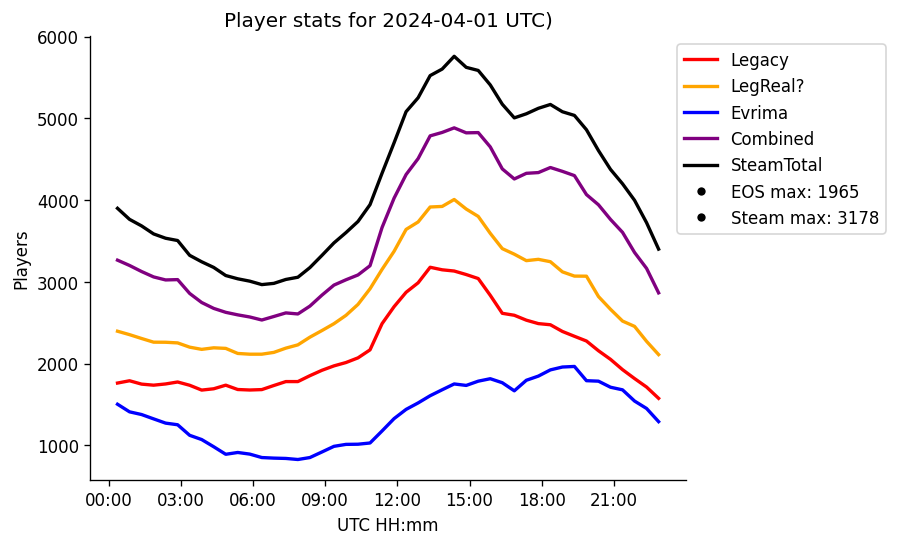 Player stats for 2024-04-01 UTC)
6000
5000
4000
3000
2000
1000
Players
00:00 03:00 06:00 09:00 12:00 15:00 18:00 21:00
UTC HH:mm
Legacy
LegReal?
Evrima
Combined
SteamTotal
EOS max: 1965
Steam max: 3178